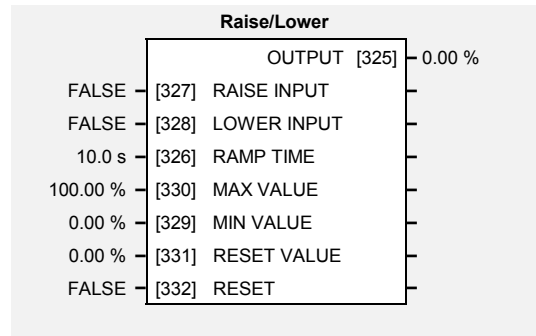 Raise/Lower
OUTPUT [325] 0.00 %
FALSE [327] RAISE INPUT
FALSE [328] LOWER INPUT
10.0 s [326] RAMP TIME
100.00 % [330] MAX VALUE
0.00 % [329] MIN VALUE
0.00 % [331] RESET VALUE
FALSE [332] RESET